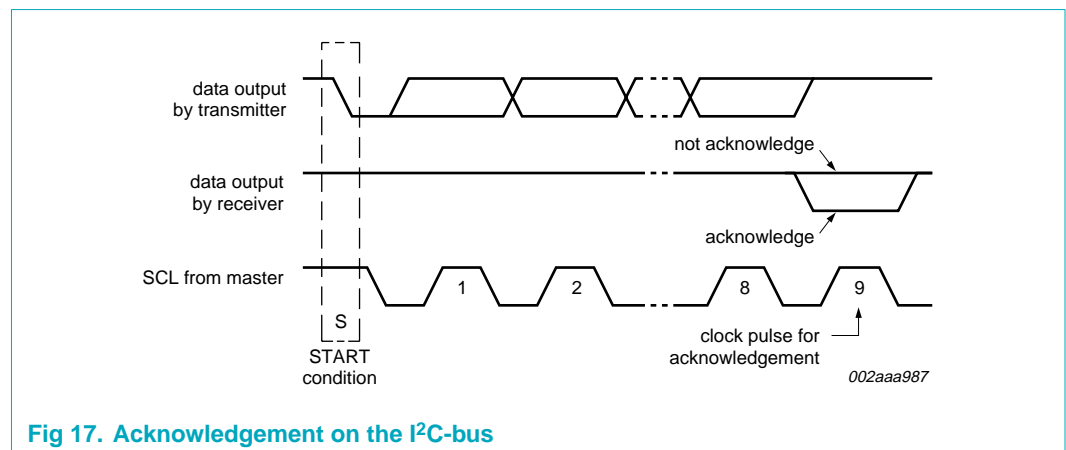 data output
by transmitter
not acknowledge
data output
by receiver
acknowledge
SCL from master
1
2
8
9
S
START
condition
clock pulse for
acknowledgement
002aaa987
Fig 17. Acknowledgement on the I²C-bus